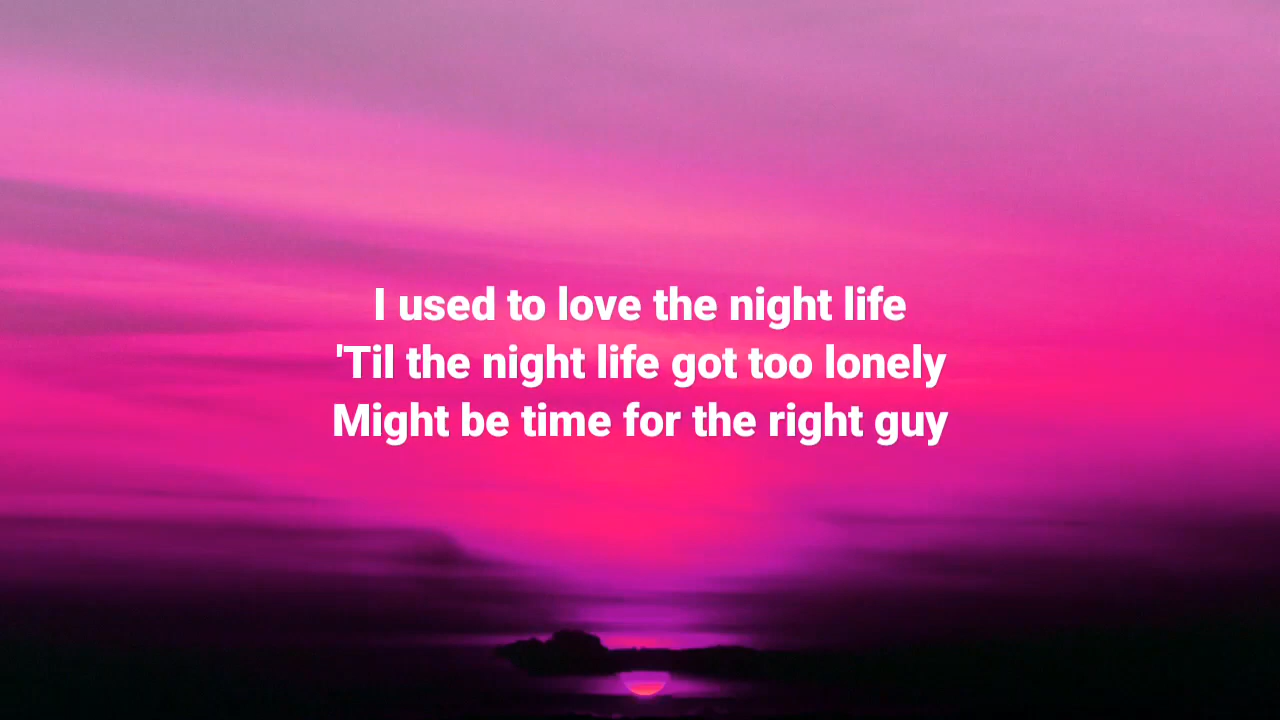 I used to love the night life
'Til the night life got too lonely
Might be time for the right guy